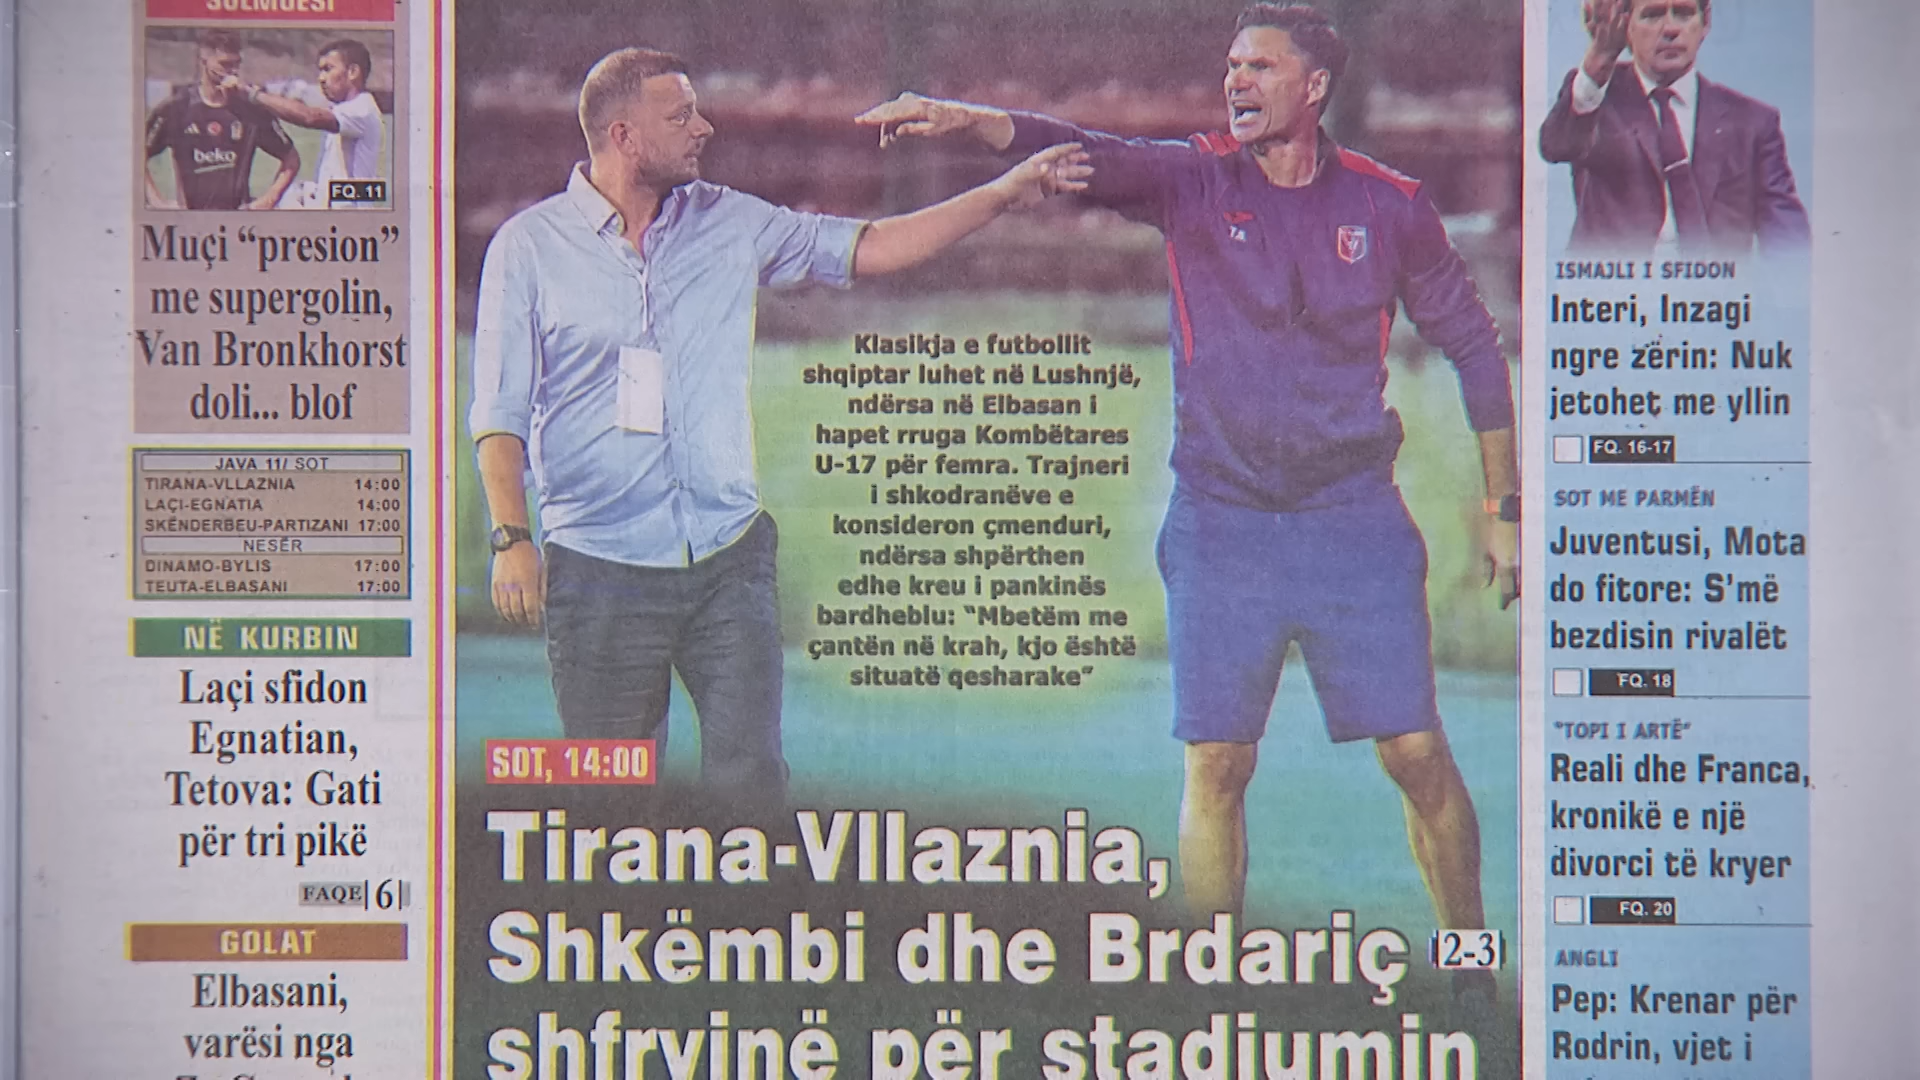 SULMUESI
beko
FQ. 11
Muçi “presion”
me supergolin,
Van Bronkhorst
doli... blof
JAVA 11/ SOT
TIRANA-VLLAZNIA 14:00
LAÇI-EGNATIA 14:00
SKËNDERBEU-PARTIZANI 17:00
NESËR
DINAMO-BYLIS 17:00
TEUTA-ELBASANI 17:00
NË KURBIN
Laçi sfidon
Egnatian,
Tetova: Gati
për tri pikë
FAQE |6|
GOLAT
Elbasani,
varësi nga
Klasikja e futbollit
shqiptar luhet në Lushnjë,
ndërsa në Elbasan i
hapet rruga Kombëtares
U-17 për femra. Trajneri
i shkodranëve e
konsideron çmenduri,
ndërsa shpërthen
edhe kreu i pankinës
bardheblu: “Mbetëm me
çantën në krah, kjo është
situatë qesharake”
TA
SOT, 14:00
Tirana-Vllaznia,
Shkëmbi dhe Brdariç |2-3|
shfryjnë për stadiumin
ISMAJLI I SFIDON
Interi, Inzagi
ngre zërin: Nuk
jetohet me yllin
FQ. 16-17
SOT ME PARMËN
Juventusi, Mota
do fitore: S'më
bezdisin rivalët
FQ. 18
"TOPI I ARTË"
Reali dhe Franca,
kronikë e një
divorci të kryer
FQ. 20
ANGLI
Pep: Krenar për
Rodrin, vjet i